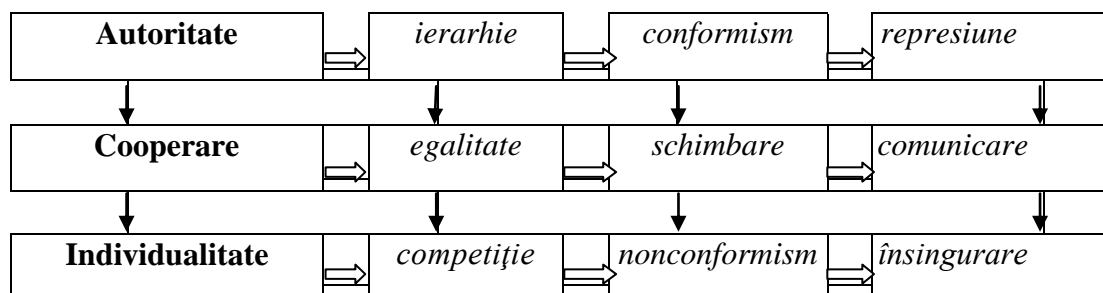 Autoritate ierarhie conformism represiune
Cooperare egalitate schimbare comunicare
Individualitate competiţie nonconformism însingurare